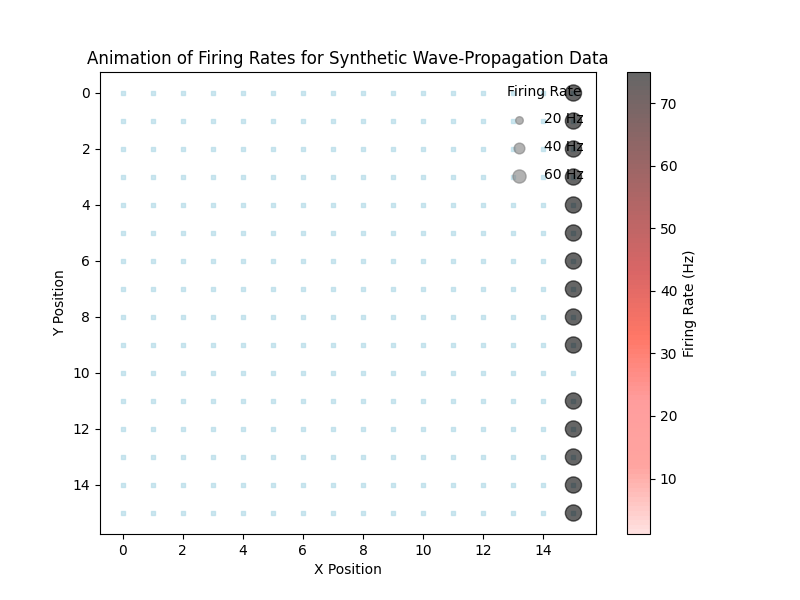 Animation of Firing Rates for Synthetic Wave-Propagation Data
Firing Rate
20 Hz
40 Hz
60 Hz
0
2
4
6
8
10
12
14
Y Position
0
2
4
6
8
10
12
14
X Position
70
60
50
40
30
20
10
Firing Rate (Hz)